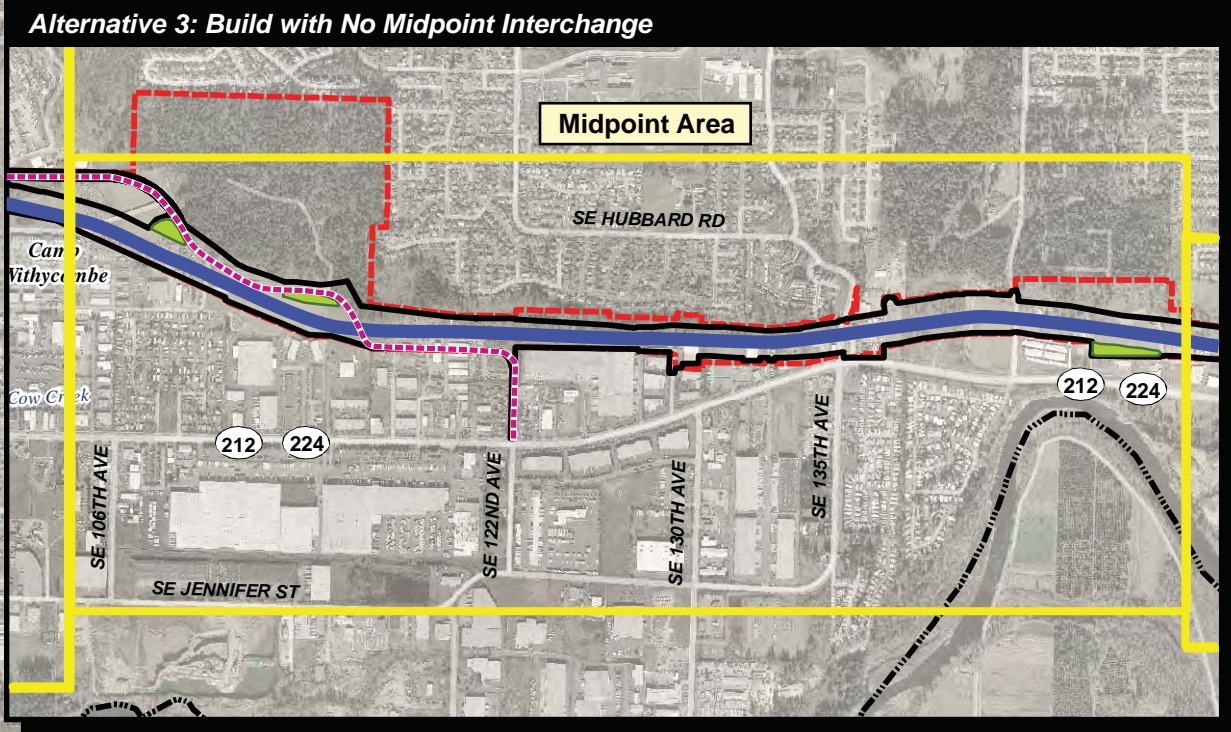 Alternative 3: Build with No Midpoint Interchange
Midpoint Area
SE HUBBARD RD
Camp
Withycombe
Cow Creek
212
224
212
224
SE 106TH AVE
SE 122ND AVE
SE 130TH AVE
SE 135TH AVE
SE JENNIFER ST